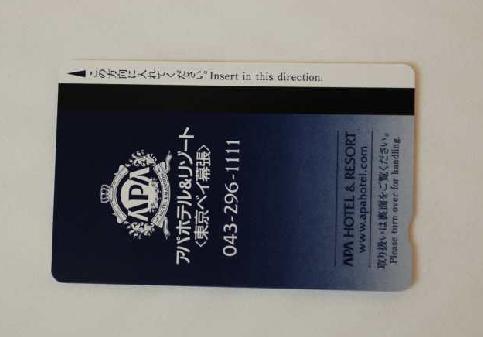 この方向に入れてください。Insert in this direction.
APA
アパホテル&リゾート
〈東京ベイ幕張〉
043-296-1111
APA HOTEL & RESORT
www.apahotel.com
取り扱いは裏面をご覧ください。
Please turn over for handling.